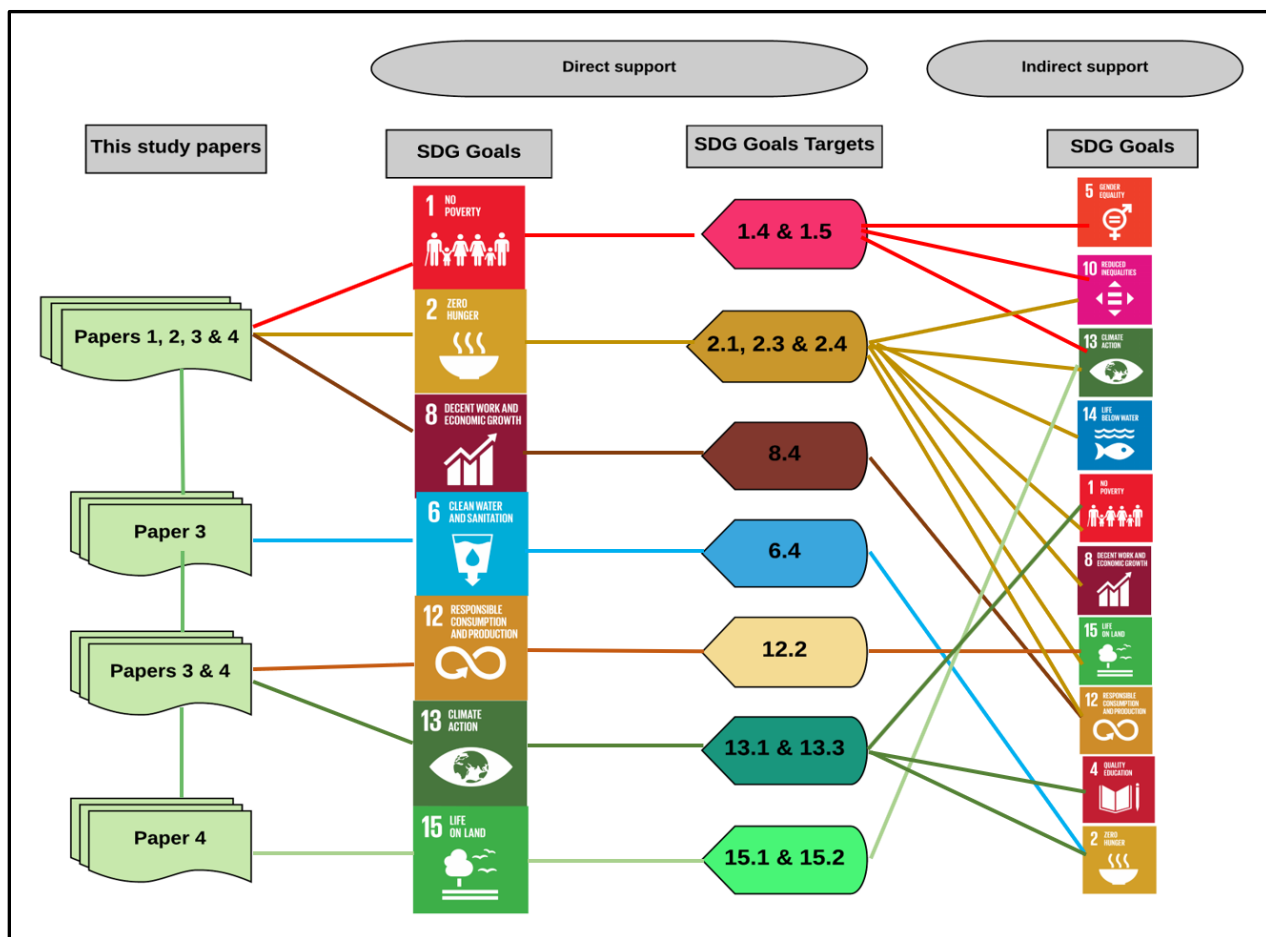 Direct support
Indirect support
This study papers
SDG Goals
SDG Goals Targets
SDG Goals
Papers 1, 2, 3 & 4
Paper 3
Papers 3 & 4
Paper 4
1 NO
POVERTY
2 ZERO
HUNGER
8 DECENT WORK AND
ECONOMIC GROWTH
6 CLEAN WATER
AND SANITATION
12 RESPONSIBLE
CONSUMPTION
AND PRODUCTION
13 CLIMATE
ACTION
15 LIFE
ON LAND
1.4 & 1.5
2.1, 2.3 & 2.4
8.4
6.4
12.2
13.1 & 13.3
15.1 & 15.2
5 GENDER
EQUALITY
10 REDUCED
INEQUALITIES
13 CLIMATE
ACTION
14 LIFE
BELOW WATER
1 NO
POVERTY
8 DECENT WORK AND
ECONOMIC GROWTH
15 LIFE
ON LAND
12 RESPONSIBLE
CONSUMPTION
AND PRODUCTION
4 QUALITY
EDUCATION
2 ZERO
HUNGER